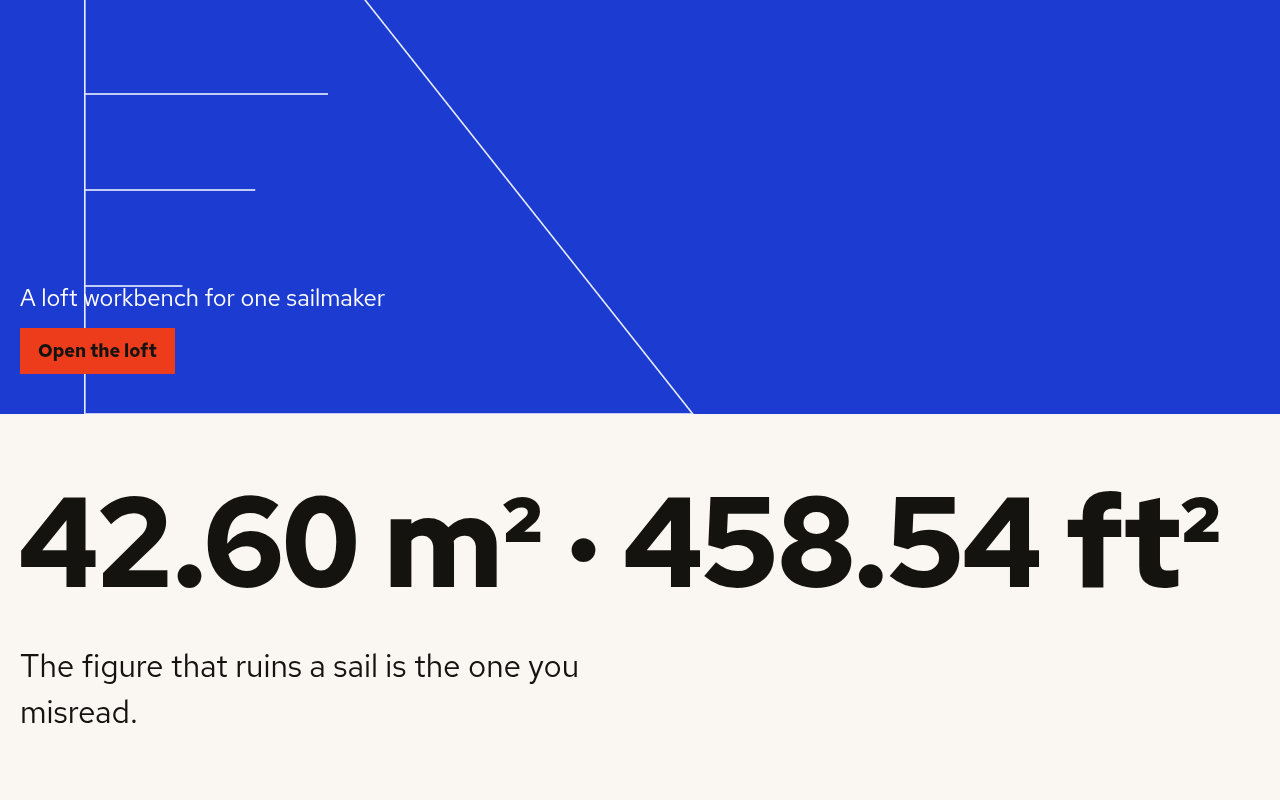 A loft workbench for one sailmaker
Open the loft
42.60 m² · 458.54 ft²
The figure that ruins a sail is the one you
misread.